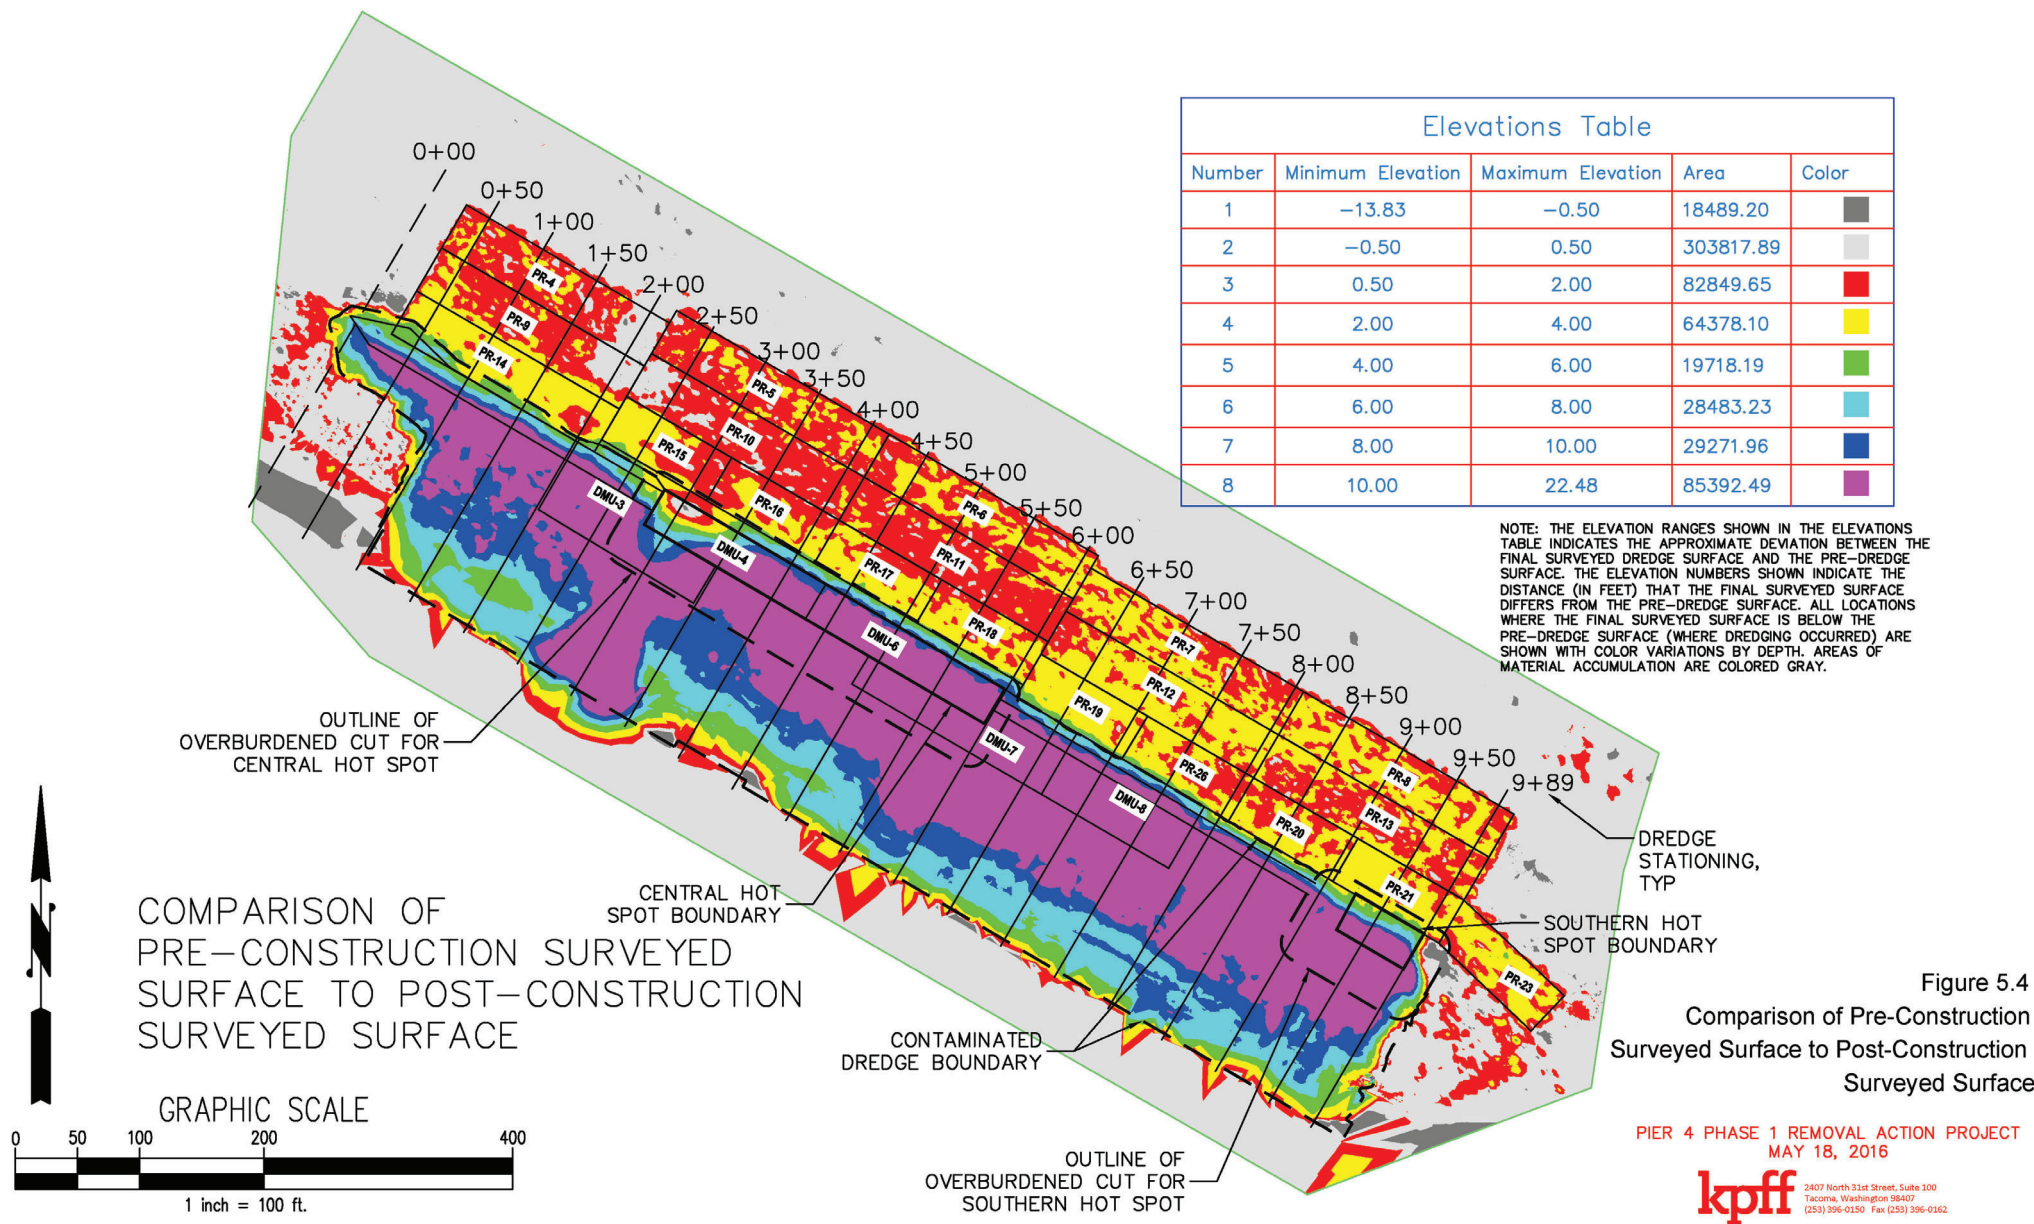 0+00
0+50
1+00
1+50
2+00
2+50
3+00
3+50
4+00
4+50
5+00
5+50
6+00
6+50
7+00
7+50
8+00
8+50
9+00
9+50
9+89
PR-4
PR-9
PR-14
PR-5
PR-10
PR-15
PR-16
PR-6
PR-11
PR-17
PR-18
PR-7
PR-12
PR-19
PR-26
PR-8
PR-13
PR-20
PR-21
PR-23
DMU-3
DMU-4
DMU-6
DMU-7
DMU-8
Elevations Table
Number Minimum Elevation Maximum Elevation Area Color
1 −13.83 −0.50 18489.20
2 −0.50 0.50 303817.89
3 0.50 2.00 82849.65
4 2.00 4.00 64378.10
5 4.00 6.00 19718.19
6 6.00 8.00 28483.23
7 8.00 10.00 29271.96
8 10.00 22.48 85392.49
NOTE: THE ELEVATION RANGES SHOWN IN THE ELEVATIONS
TABLE INDICATES THE APPROXIMATE DEVIATION BETWEEN THE
FINAL SURVEYED DREDGE SURFACE AND THE PRE−DREDGE
SURFACE. THE ELEVATION NUMBERS SHOWN INDICATE THE
DISTANCE (IN FEET) THAT THE FINAL SURVEYED SURFACE
DIFFERS FROM THE PRE−DREDGE SURFACE. ALL LOCATIONS
WHERE THE FINAL SURVEYED SURFACE IS BELOW THE
PRE−DREDGE SURFACE (WHERE DREDGING OCCURRED) ARE
SHOWN WITH COLOR VARIATIONS BY DEPTH. AREAS OF
MATERIAL ACCUMULATION ARE COLORED GRAY.
OUTLINE OF
OVERBURDENED CUT FOR
CENTRAL HOT SPOT
CENTRAL HOT
SPOT BOUNDARY
CONTAMINATED
DREDGE BOUNDARY
OUTLINE OF
OVERBURDENED CUT FOR
SOUTHERN HOT SPOT
DREDGE
STATIONING,
TYP
SOUTHERN HOT
SPOT BOUNDARY
N
COMPARISON OF
PRE−CONSTRUCTION SURVEYED
SURFACE TO POST−CONSTRUCTION
SURVEYED SURFACE
GRAPHIC SCALE
0 50 100 200 400
1 inch = 100 ft.
Figure 5.4
Comparison of Pre-Construction
Surveyed Surface to Post-Construction
Surveyed Surface
PIER 4 PHASE 1 REMOVAL ACTION PROJECT
MAY 18, 2016
kpff
2407 North 31st Street, Suite 100
Tacoma, Washington 98407
(253) 396-0150 Fax (253) 396-0162